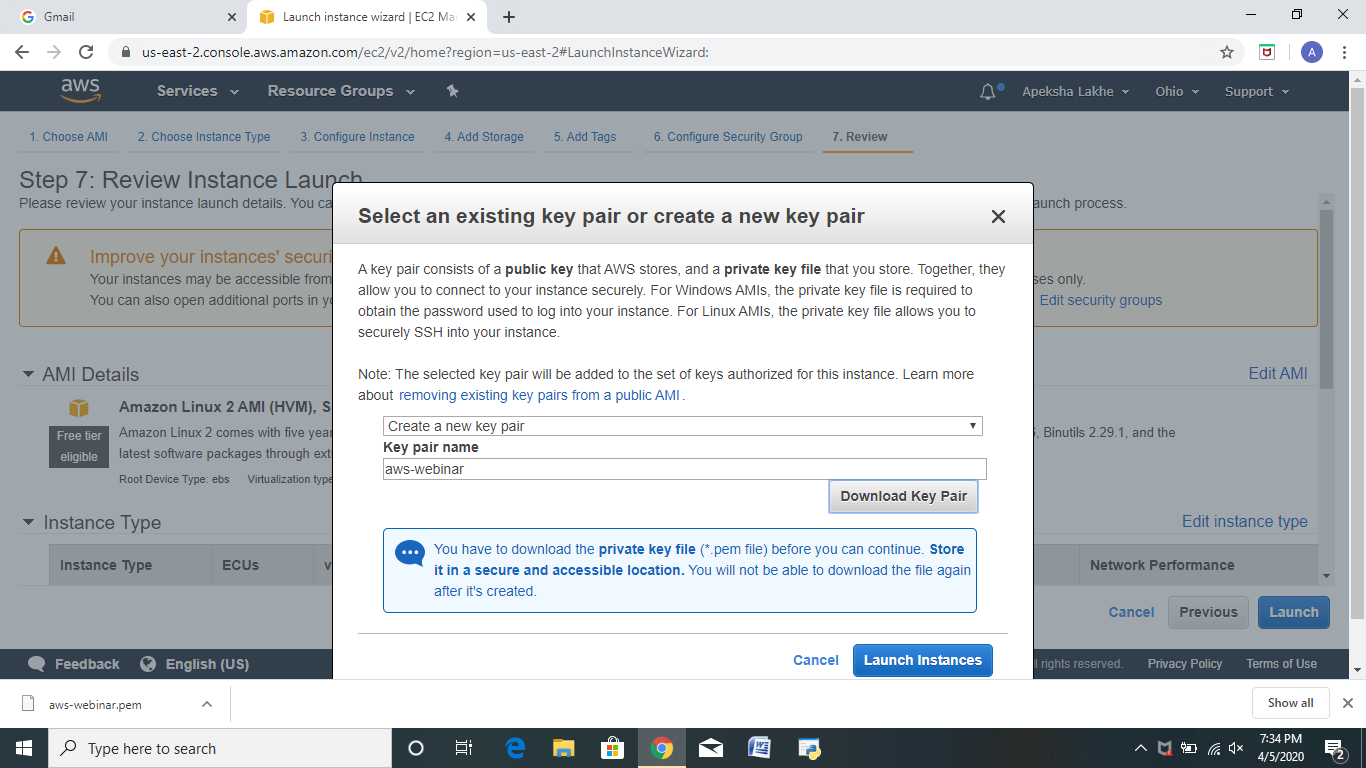 Gmail
Launch instance wizard | EC2 Ma
us-east-2.console.aws.amazon.com/ec2/v2/home?region=us-east-2#LaunchInstanceWizard:
A
aws
Services
Resource Groups
Apeksha Lakhe
Ohio
Support
1. Choose AMI
2. Choose Instance Type
3. Configure Instance
4. Add Storage
5. Add Tags
6. Configure Security Group
7. Review
Step 7: Review Instance Launch
Please review your instance launch details. You ca
aunch process.
Improve your instances' securi
Your instances may be accessible from
ses only.
You can also open additional ports in yo
Edit security groups
AMI Details
Edit AMI
Amazon Linux 2 AMI (HVM), S
Free tier
eligible
Amazon Linux 2 comes with five year
, Binutils 2.29.1, and the
latest software packages through ext
Root Device Type: ebs
Virtualization type
Instance Type
Edit instance type
Instance Type
ECUs
v
Network Performance
Cancel
Previous
Launch
Select an existing key pair or create a new key pair
A key pair consists of a public key that AWS stores, and a private key file that you store. Together, they
allow you to connect to your instance securely. For Windows AMIs, the private key file is required to
obtain the password used to log into your instance. For Linux AMIs, the private key file allows you to
securely SSH into your instance.
Note: The selected key pair will be added to the set of keys authorized for this instance. Learn more
about removing existing key pairs from a public AMI.
Create a new key pair
Key pair name
aws-webinar
Download Key Pair
You have to download the private key file (*.pem file) before you can continue. Store
it in a secure and accessible location. You will not be able to download the file again
after it's created.
Cancel
Launch Instances
Feedback
English (US)
l rights reserved.
Privacy Policy
Terms of Use
aws-webinar.pem
Show all
Type here to search
7:34 PM
4/5/2020
2